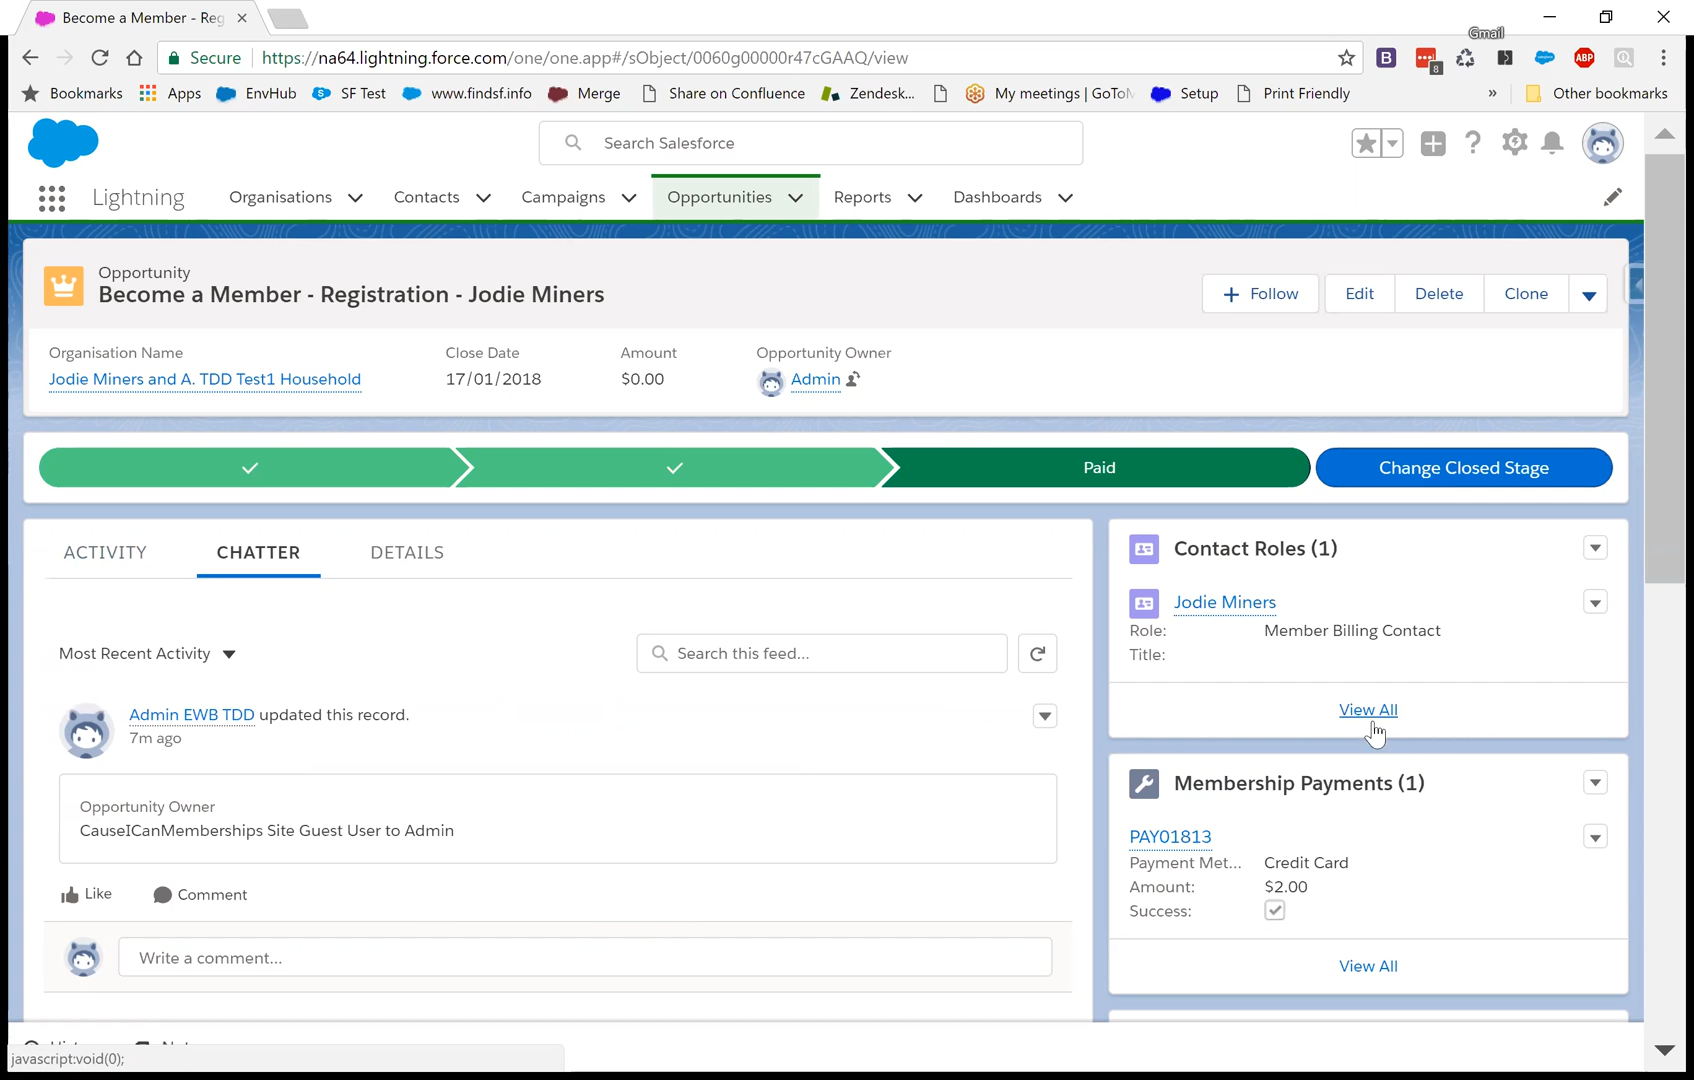 Become a Member - Reg
Gmail
Secure https://na64.lightning.force.com/one/one.app#/sObject/0060g00000r47cGAAQ/view
B 8 ABP
Bookmarks Apps EnvHub SF Test www.findsf.info Merge Share on Confluence Zendesk... My meetings | GoToM Setup Print Friendly » Other bookmarks
Search Salesforce
Lightning Organisations Contacts Campaigns Opportunities Reports Dashboards
Opportunity
Become a Member - Registration - Jodie Miners
+ Follow Edit Delete Clone
Organisation Name Close Date Amount Opportunity Owner
Jodie Miners and A. TDD Test1 Household 17/01/2018 $0.00 Admin
Paid Change Closed Stage
ACTIVITY CHATTER DETAILS
Most Recent Activity Search this feed...
Admin EWB TDD updated this record.
7m ago
Opportunity Owner
CauseICanMemberships Site Guest User to Admin
Like Comment
Write a comment...
Contact Roles (1)
Jodie Miners
Role: Member Billing Contact
Title:
View All
Membership Payments (1)
PAY01813
Payment Met... Credit Card
Amount: $2.00
Success:
View All
javascript:void(0);